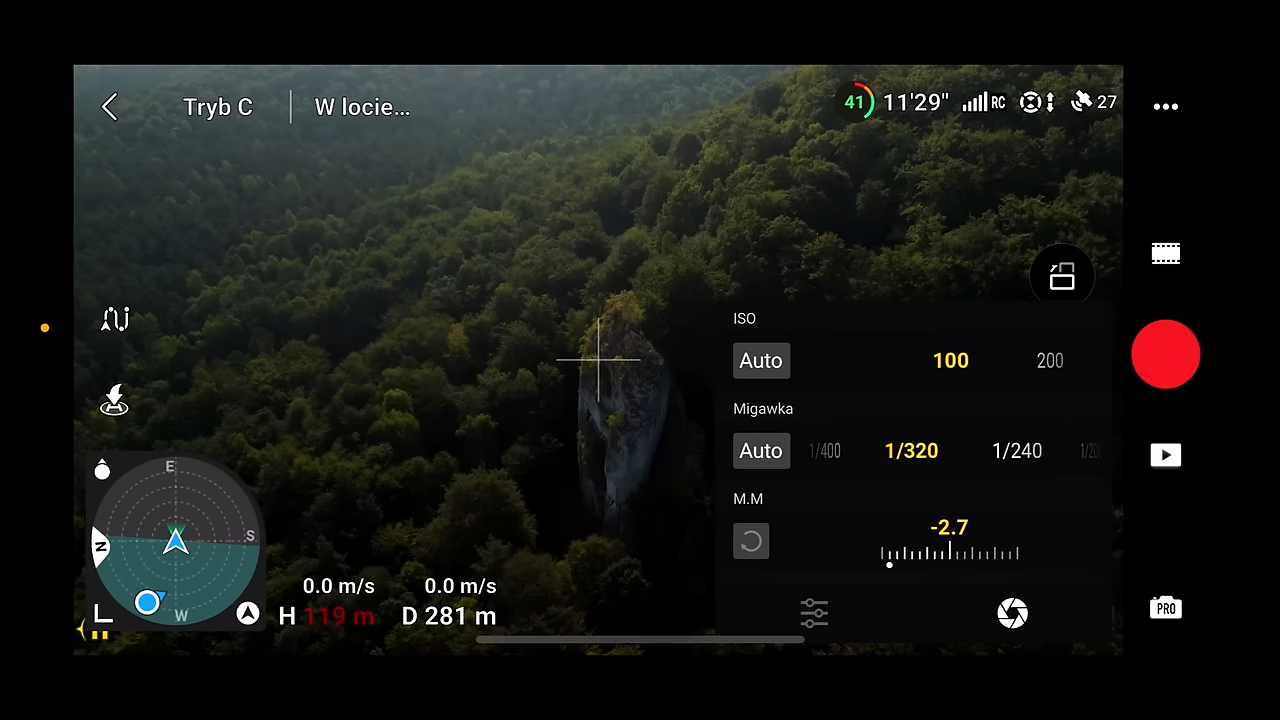 Tryb C
W locie...
41
11'29"
RC
27
ISO
Auto
100
200
Migawka
Auto
1/400
1/320
1/240
M.M
-2.7
E
S
N
W
0.0 m/s
0.0 m/s
H 119 m
D 281 m
PRO